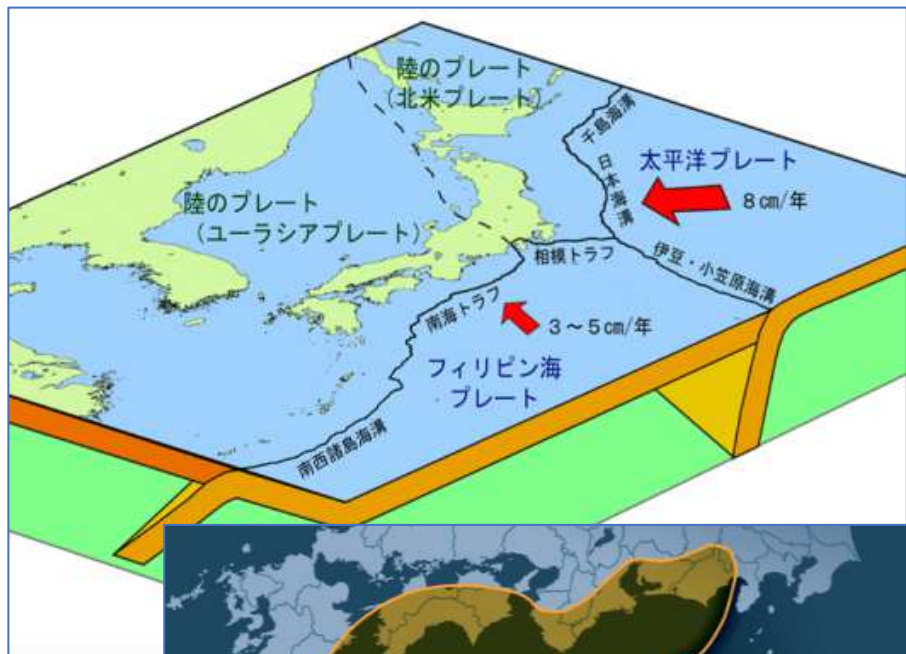 陸のプレート
（北米プレート）
千島海溝
太平洋プレート
日本海溝
8㎝/年
陸のプレート
（ユーラシアプレート）
相模トラフ
伊豆・小笠原海溝
南海トラフ
3～5㎝/年
フィリピン海
プレート
南西諸島海溝